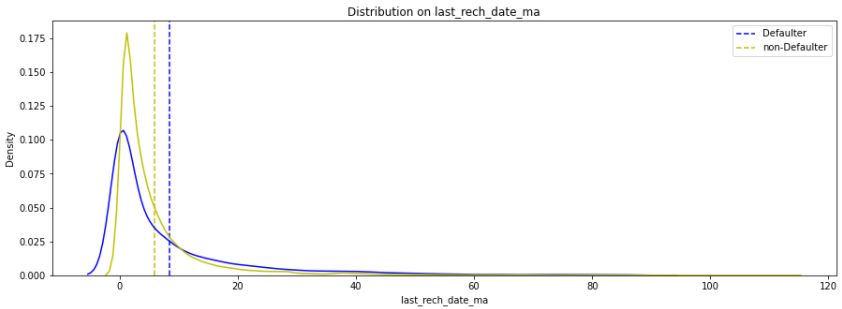 Distribution on last_rech_date_ma
Defaulter
non-Defaulter
Density
0.175
0.150
0.125
0.100
0.075
0.050
0.025
0.000
0 20 40 60 80 100 120
last_rech_date_ma